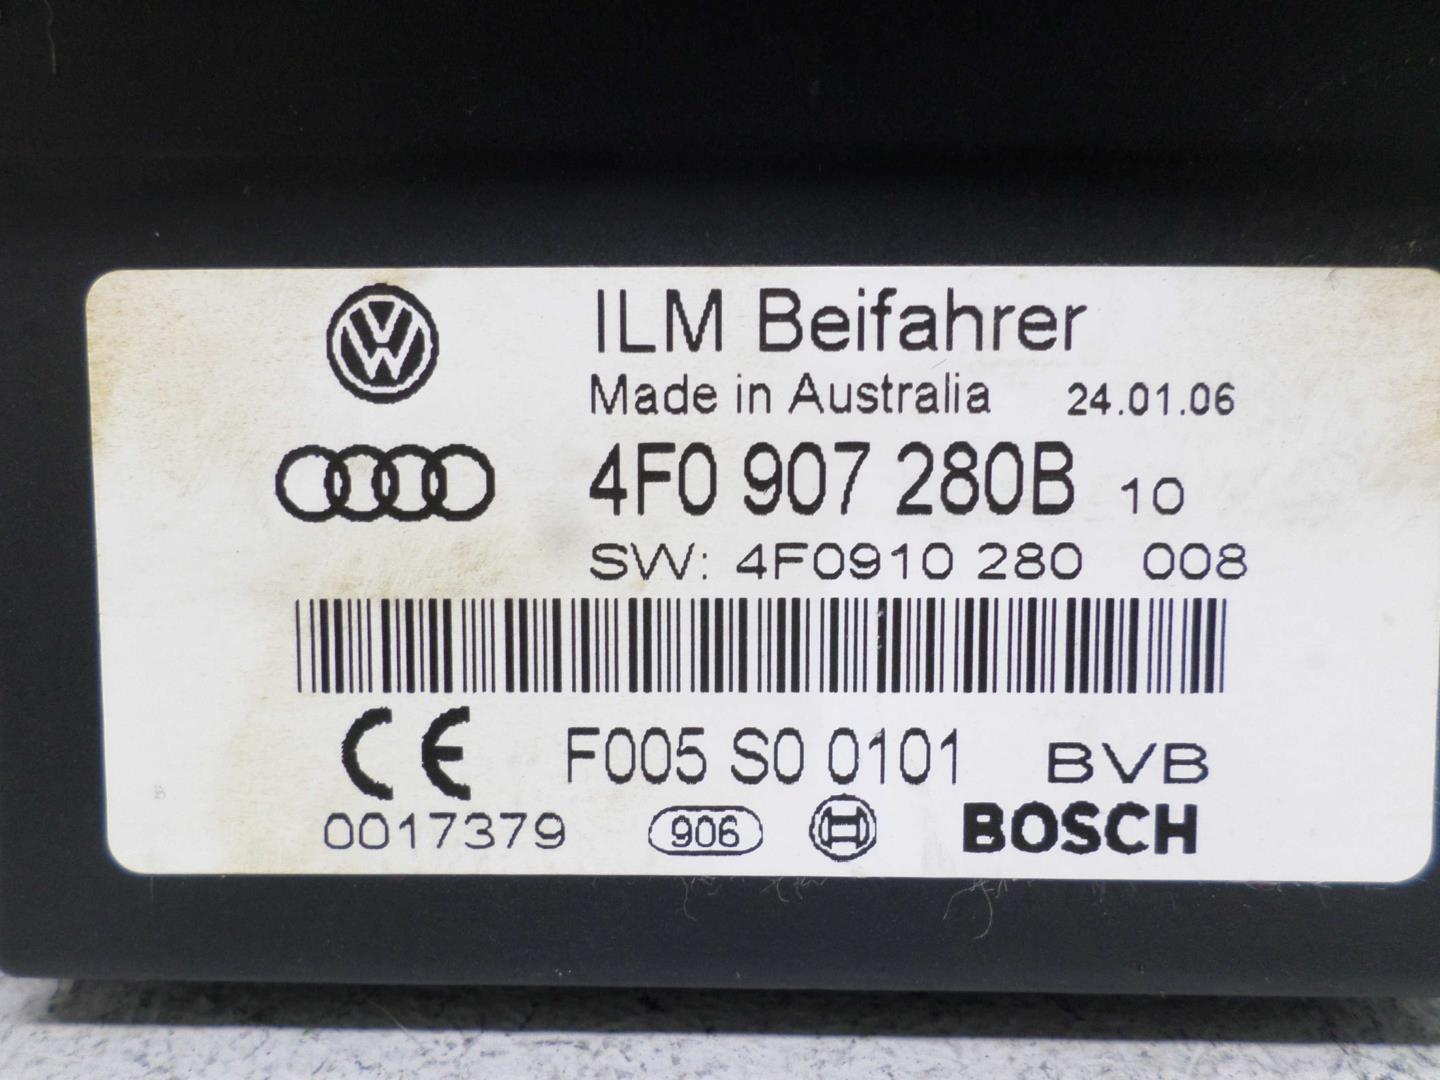 ILM Beifahrer
Made in Australia 24.01.06
4F0 907 280B 10
SW: 4F0910 280 008
CE F005 S0 0101 BVB
0017379 906 BOSCH